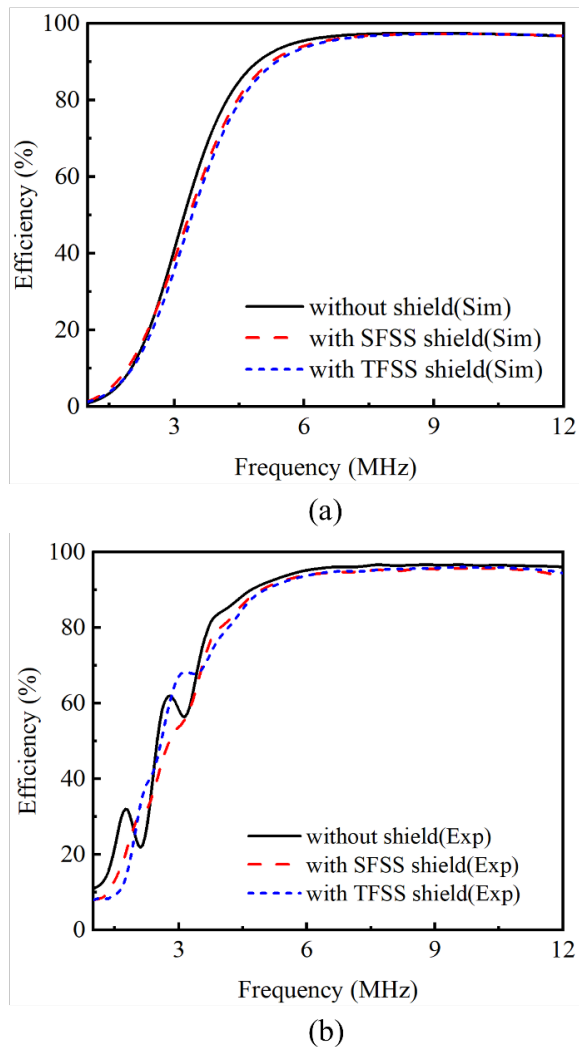 100
80
60
40
20
0
Efficiency (%)
without shield(Sim)
with SFSS shield(Sim)
with TFSS shield(Sim)
3 6 9 12
Frequency (MHz)
(a)
100
80
60
40
20
0
Efficiency (%)
without shield(Exp)
with SFSS shield(Exp)
with TFSS shield(Exp)
3 6 9 12
Frequency (MHz)
(b)